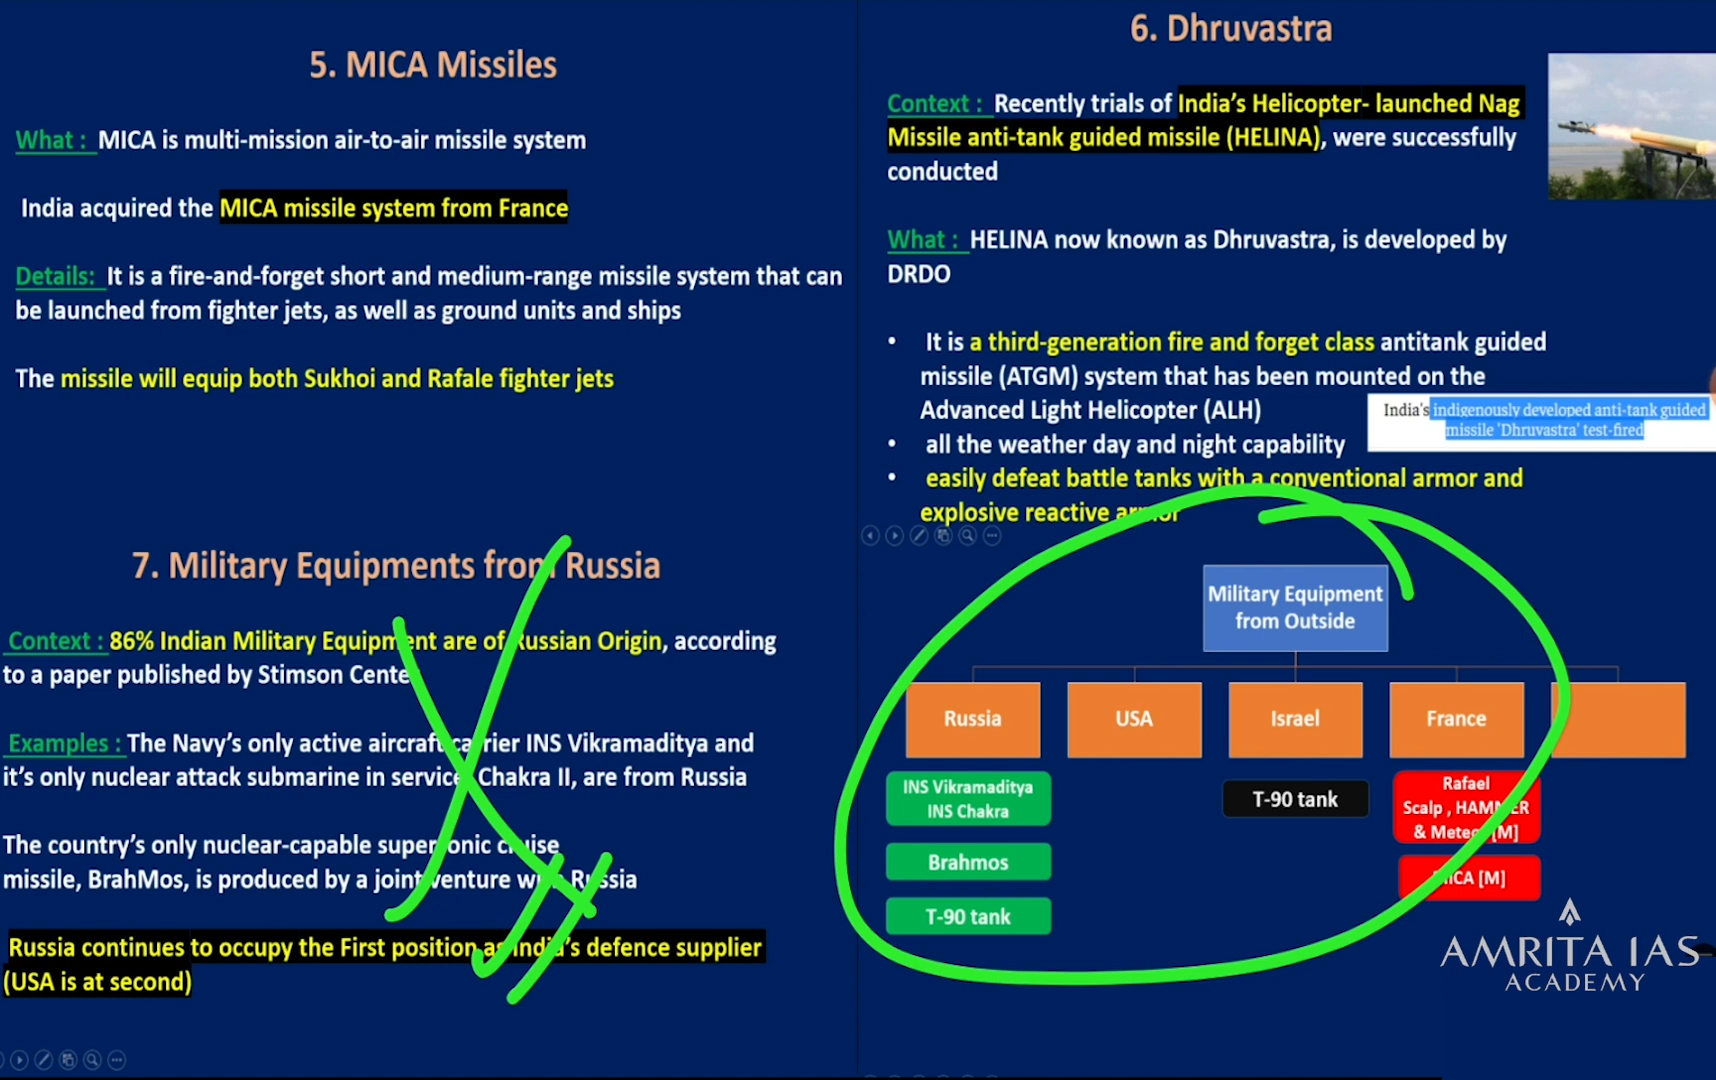 5. MICA Missiles
What : MICA is multi-mission air-to-air missile system
India acquired the MICA missile system from France
Details: It is a fire-and-forget short and medium-range missile system that can
be launched from fighter jets, as well as ground units and ships
The missile will equip both Sukhoi and Rafale fighter jets
6. Dhruvastra
Context : Recently trials of India's Helicopter- launched Nag
Missile anti-tank guided missile (HELINA), were successfully
conducted
What : HELINA now known as Dhruvastra, is developed by
DRDO
• It is a third-generation fire and forget class antitank guided
missile (ATGM) system that has been mounted on the
Advanced Light Helicopter (ALH)
• all the weather day and night capability
• easily defeat battle tanks with a conventional armor and
explosive reactive armor
India's indigenously developed anti-tank guided
missile 'Dhruvastra' test-fired
7. Military Equipments from Russia
Context : 86% Indian Military Equipment are of Russian Origin, according
to a paper published by Stimson Cente
Examples : The Navy's only active aircraft carrier INS Vikramaditya and
it's only nuclear attack submarine in service, Chakra II, are from Russia
The country's only nuclear-capable supersonic cruise
missile, BrahMos, is produced by a joint venture with Russia
Russia continues to occupy the First position as India's defence supplier
(USA is at second)
Military Equipment
from Outside
Russia
USA
Israel
France
INS Vikramaditya
INS Chakra
Brahmos
T-90 tank
T-90 tank
Rafael
Scalp , HAMMER
& Meteor [M]
MICA [M]
AMRITA IAS
ACADEMY